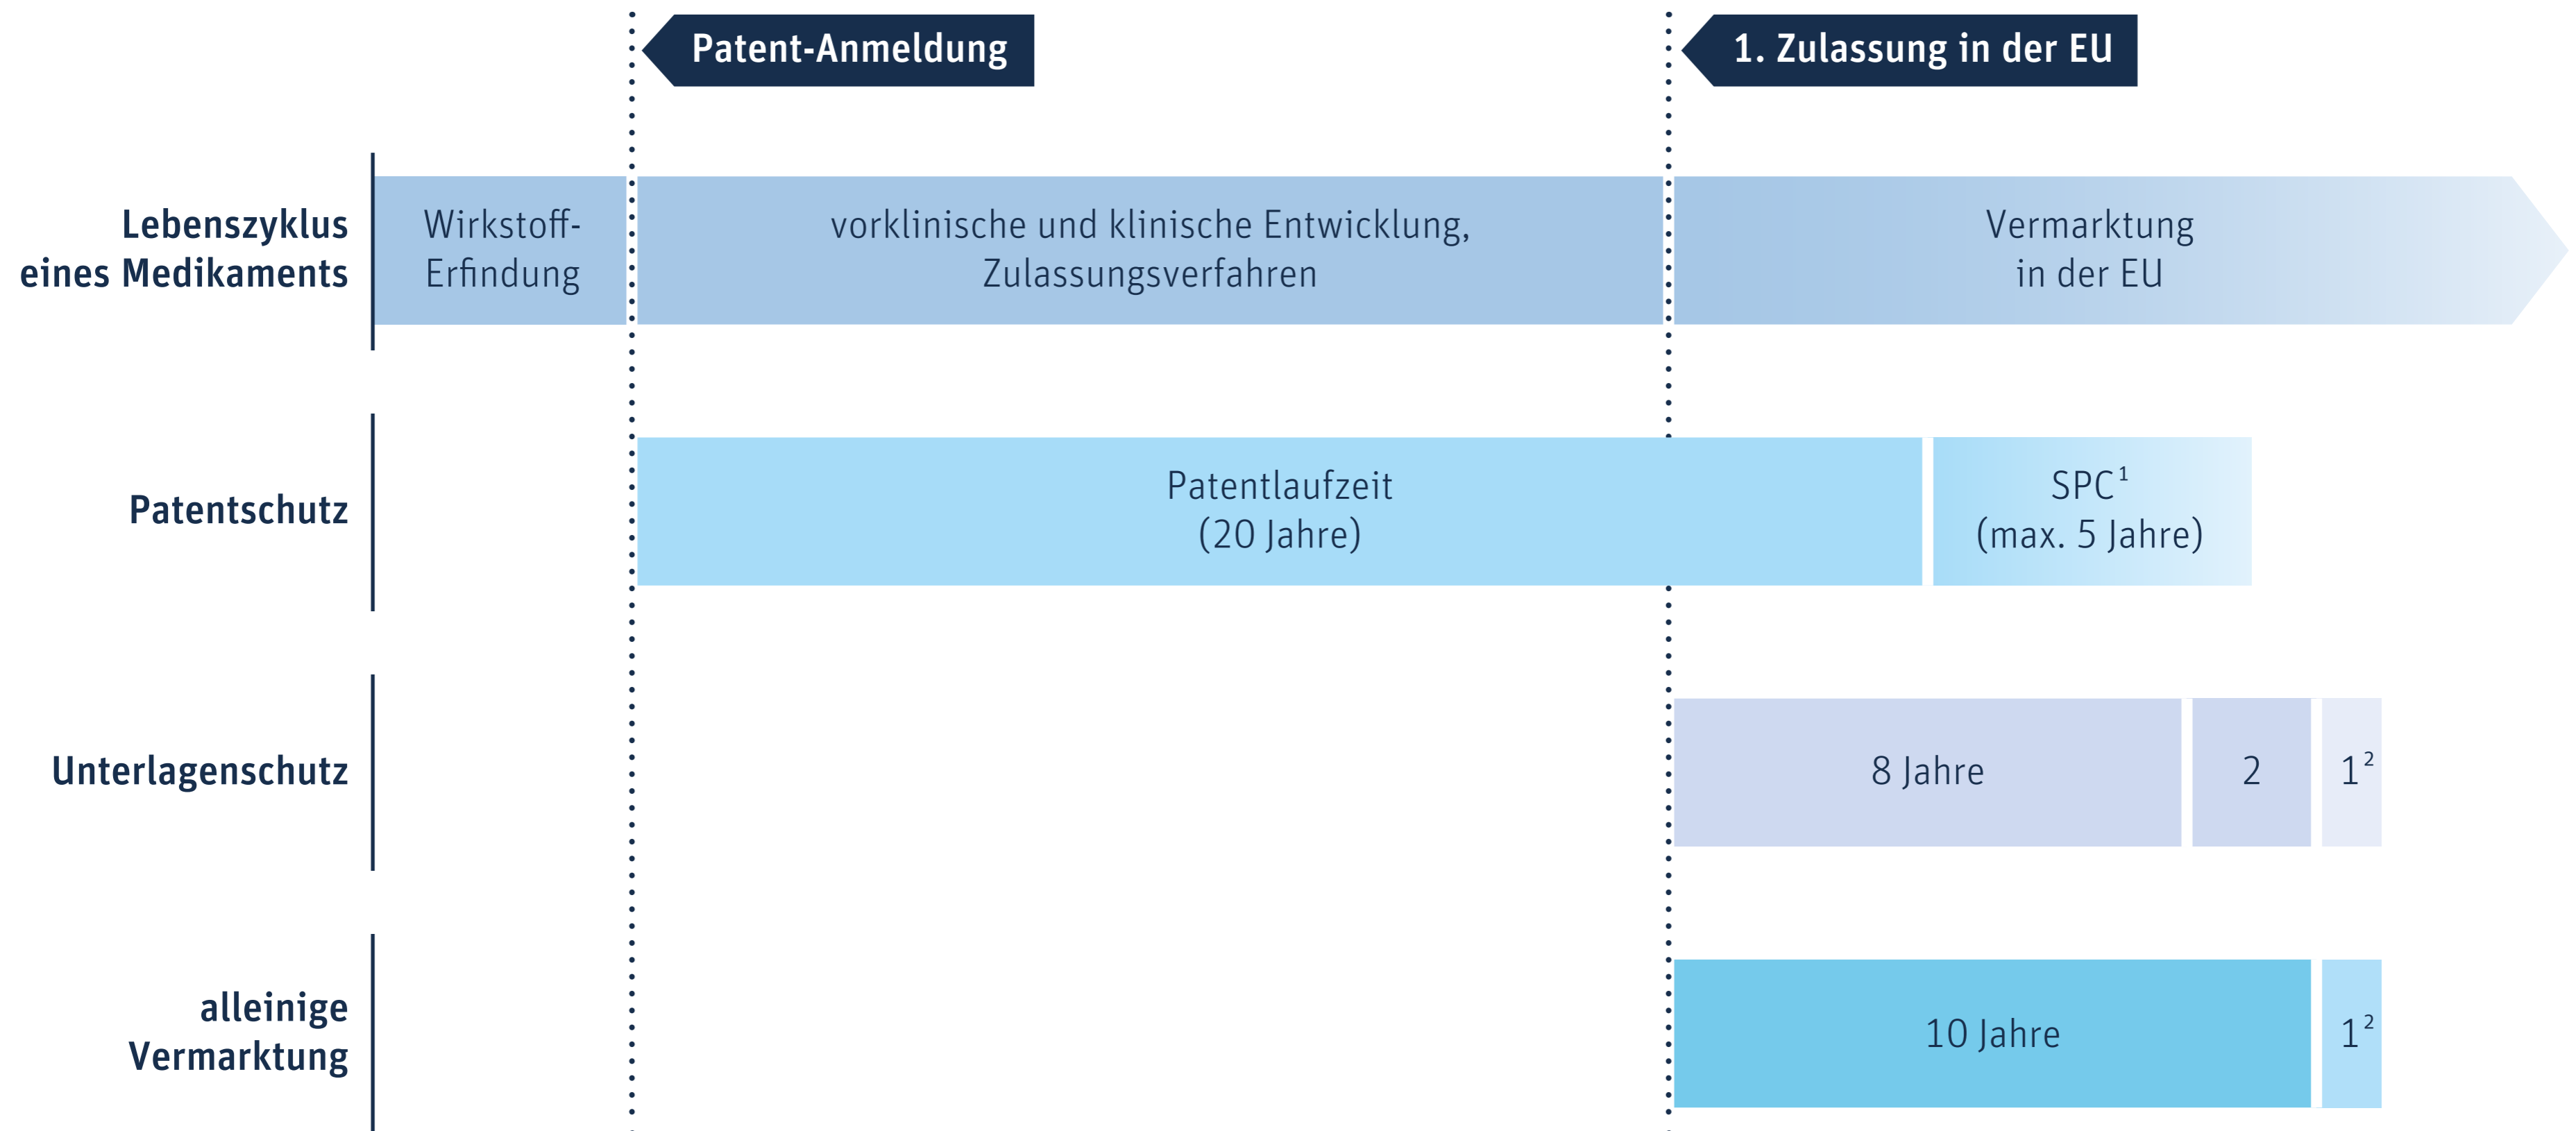 Patent-Anmeldung
1. Zulassung in der EU
Lebenszyklus
eines Medikaments
Wirkstoff-
Erfindung
vorklinische und klinische Entwicklung,
Zulassungsverfahren
Vermarktung
in der EU
Patentschutz
Patentlaufzeit
(20 Jahre)
SPC¹
(max. 5 Jahre)
Unterlagenschutz
8 Jahre
2
1²
alleinige
Vermarktung
10 Jahre
1²